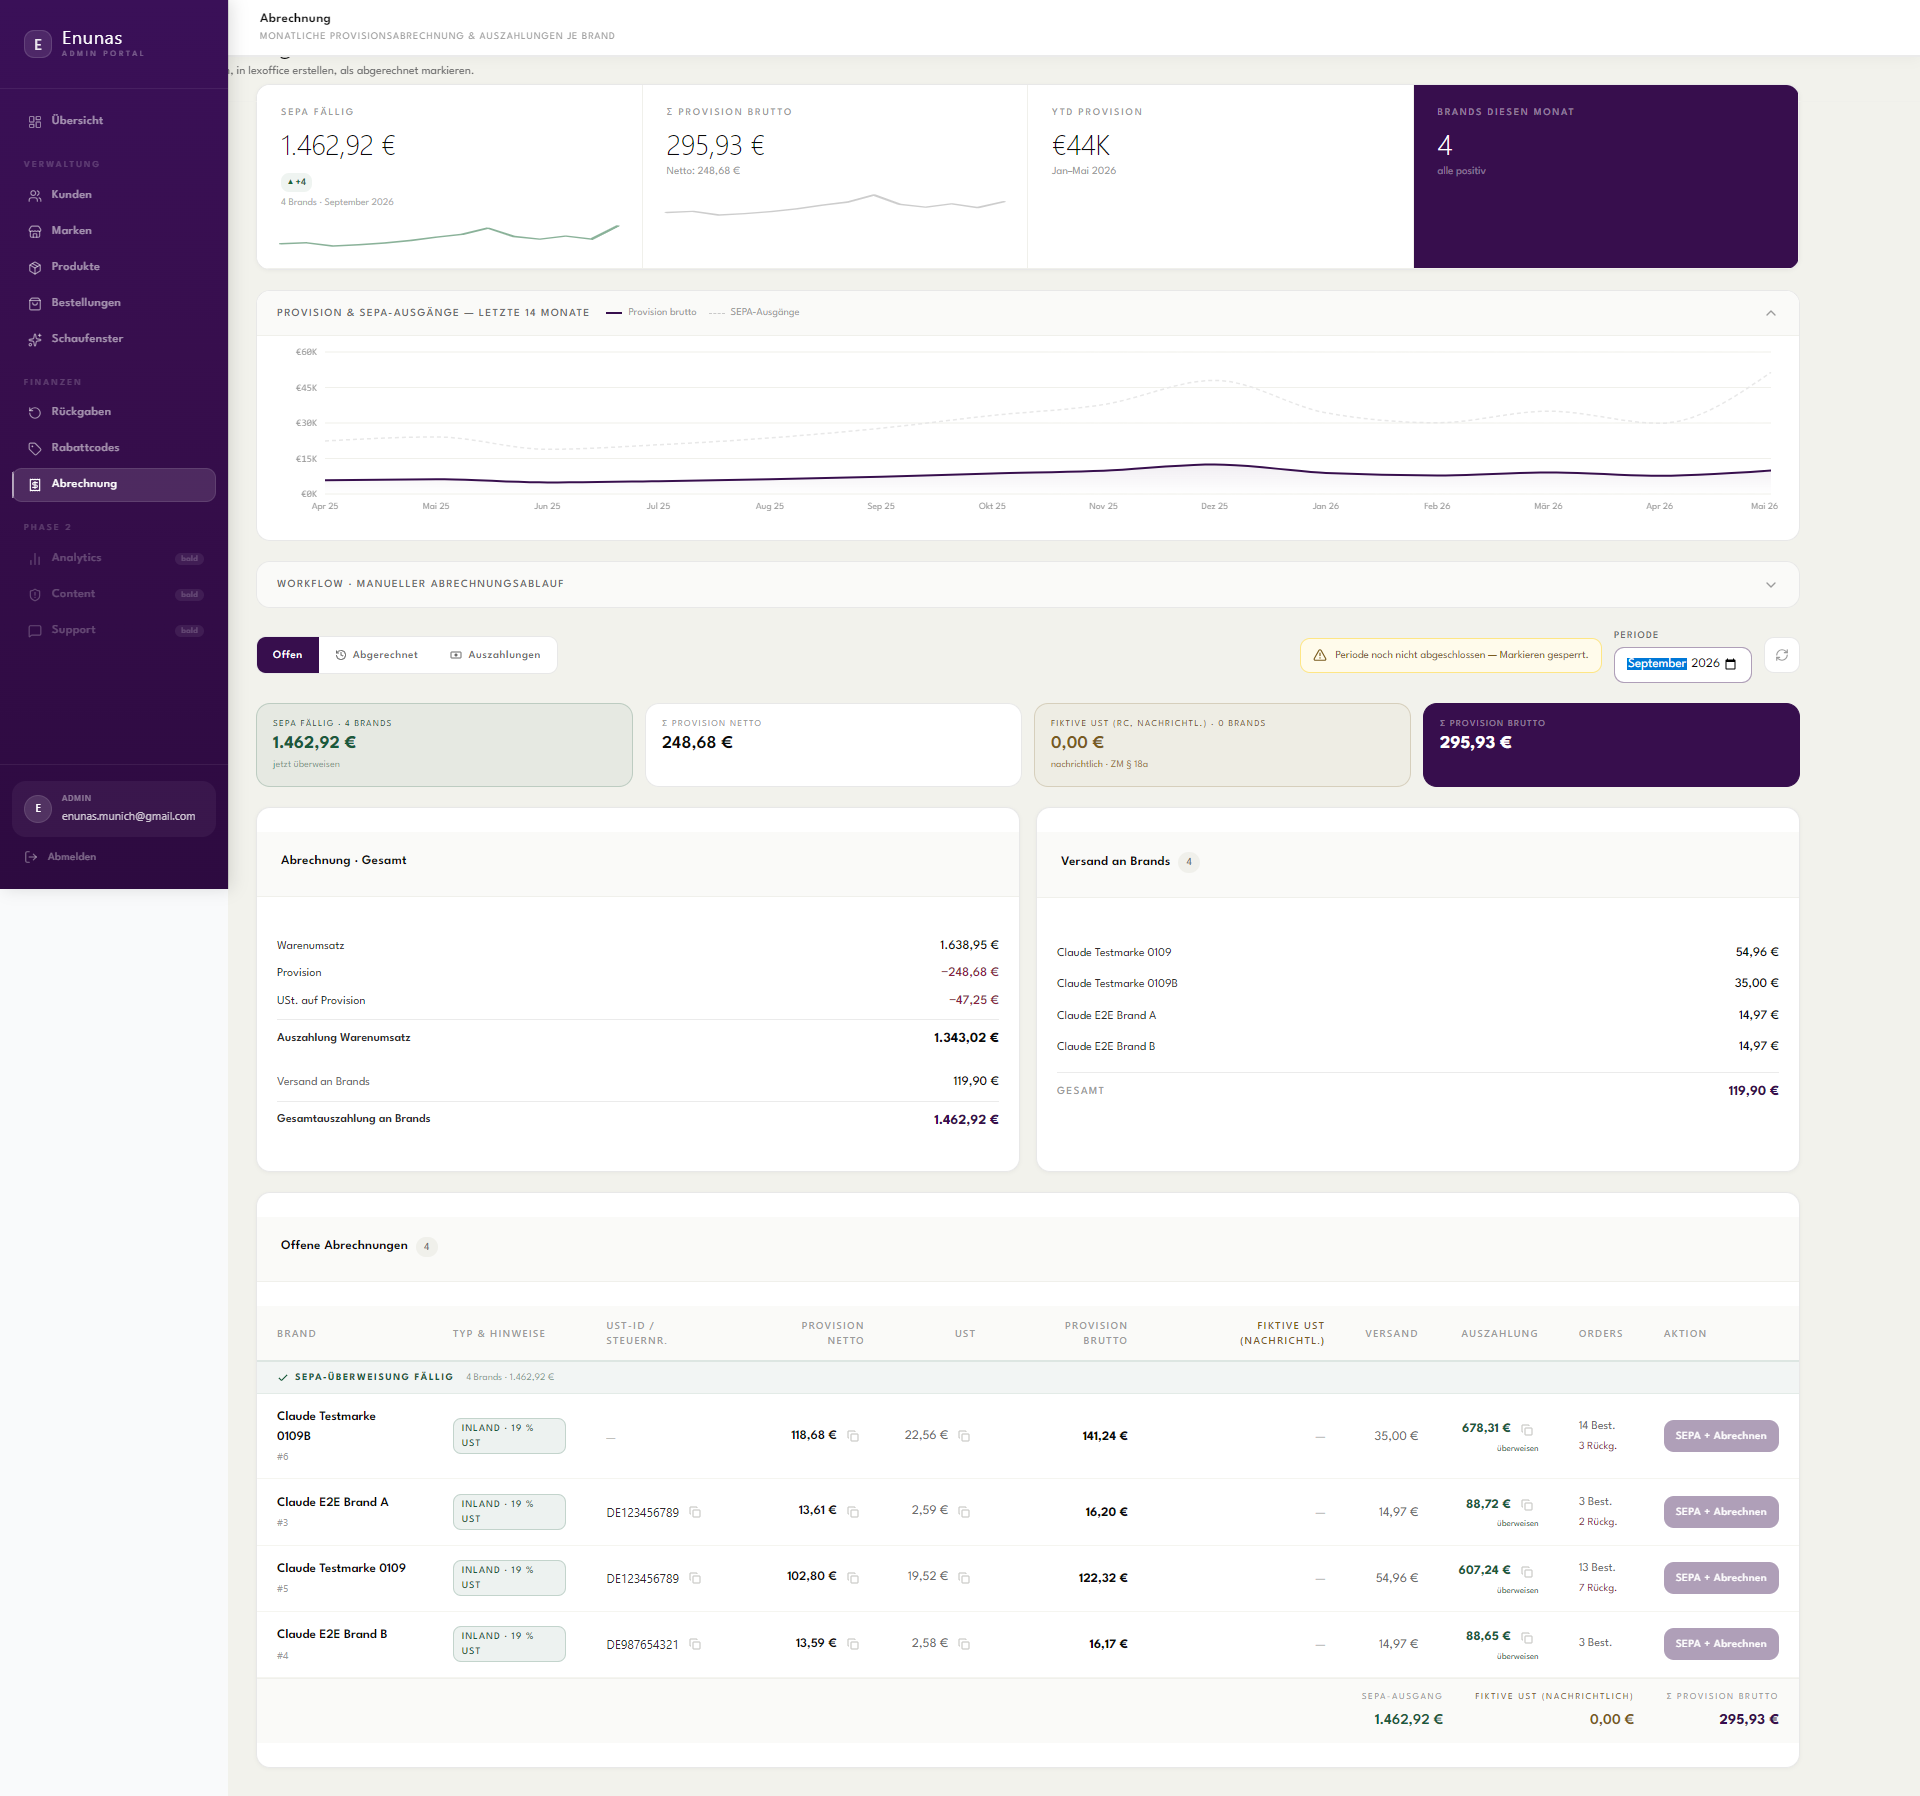 E
Enunas
ADMIN PORTAL
Übersicht
VERWALTUNG
Kunden
Marken
Produkte
Bestellungen
Schaufenster
FINANZEN
Rückgaben
Rabattcodes
Abrechnung
PHASE 2
Analytics
bald
Content
bald
Support
bald
E
ADMIN
enunas.munich@gmail.com
Abmelden
Abrechnung
MONATLICHE PROVISIONSABRECHNUNG & AUSZAHLUNGEN JE BRAND
, in lexoffice erstellen, als abgerechnet markieren.
SEPA FÄLLIG
1.462,92 €
▲ +4
4 Brands · September 2026
Σ PROVISION BRUTTO
295,93 €
Netto: 248,68 €
YTD PROVISION
€44K
Jan–Mai 2026
BRANDS DIESEN MONAT
4
alle positiv
PROVISION & SEPA-AUSGÄNGE — LETZTE 14 MONATE
Provision brutto
SEPA-Ausgänge
€60K
€45K
€30K
€15K
€0K
Apr 25
Mai 25
Jun 25
Jul 25
Aug 25
Sep 25
Okt 25
Nov 25
Dez 25
Jan 26
Feb 26
Mär 26
Apr 26
Mai 26
WORKFLOW · MANUELLER ABRECHNUNGSABLAUF
Offen
Abgerechnet
Auszahlungen
Periode noch nicht abgeschlossen — Markieren gesperrt.
PERIODE
September 2026
SEPA FÄLLIG · 4 BRANDS
1.462,92 €
jetzt überweisen
Σ PROVISION NETTO
248,68 €
FIKTIVE UST (RC, NACHRICHTL.) · 0 BRANDS
0,00 €
nachrichtlich · ZM § 18a
Σ PROVISION BRUTTO
295,93 €
Abrechnung · Gesamt
Warenumsatz 1.638,95 €
Provision −248,68 €
USt. auf Provision −47,25 €
Auszahlung Warenumsatz 1.343,02 €
Versand an Brands 119,90 €
Gesamtauszahlung an Brands 1.462,92 €
Versand an Brands 4
Claude Testmarke 0109 54,96 €
Claude Testmarke 0109B 35,00 €
Claude E2E Brand A 14,97 €
Claude E2E Brand B 14,97 €
GESAMT 119,90 €
Offene Abrechnungen 4
BRAND
TYP & HINWEISE
UST-ID /
STEUERNR.
PROVISION
NETTO
UST
PROVISION
BRUTTO
FIKTIVE UST
(NACHRICHTL.)
VERSAND
AUSZAHLUNG
ORDERS
AKTION
SEPA-ÜBERWEISUNG FÄLLIG 4 Brands · 1.462,92 €
Claude Testmarke
0109B
#6
INLAND · 19 %
UST
—
118,68 €
22,56 €
141,24 €
—
35,00 €
678,31 €
überweisen
14 Best.
3 Rückg.
SEPA + Abrechnen
Claude E2E Brand A
#3
INLAND · 19 %
UST
DE123456789
13,61 €
2,59 €
16,20 €
—
14,97 €
88,72 €
überweisen
3 Best.
2 Rückg.
SEPA + Abrechnen
Claude Testmarke 0109
#5
INLAND · 19 %
UST
DE123456789
102,80 €
19,52 €
122,32 €
—
54,96 €
607,24 €
überweisen
13 Best.
7 Rückg.
SEPA + Abrechnen
Claude E2E Brand B
#4
INLAND · 19 %
UST
DE987654321
13,59 €
2,58 €
16,17 €
—
14,97 €
88,65 €
überweisen
3 Best.
SEPA + Abrechnen
SEPA-AUSGANG
1.462,92 €
FIKTIVE UST (NACHRICHTLICH)
0,00 €
Σ PROVISION BRUTTO
295,93 €